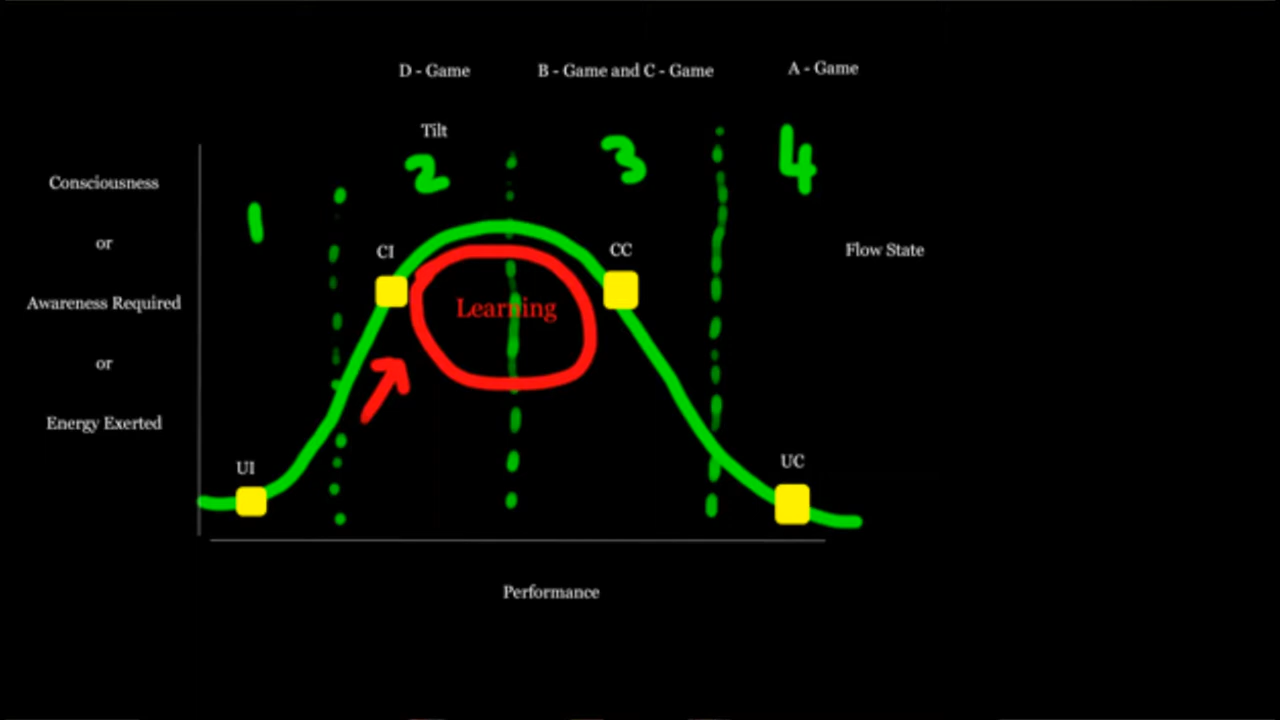 D - Game
B - Game and C - Game
A - Game
Tilt
2
3
4
1
Consciousness
or
Awareness Required
or
Energy Exerted
CI
CC
Flow State
Learning
UI
UC
Performance